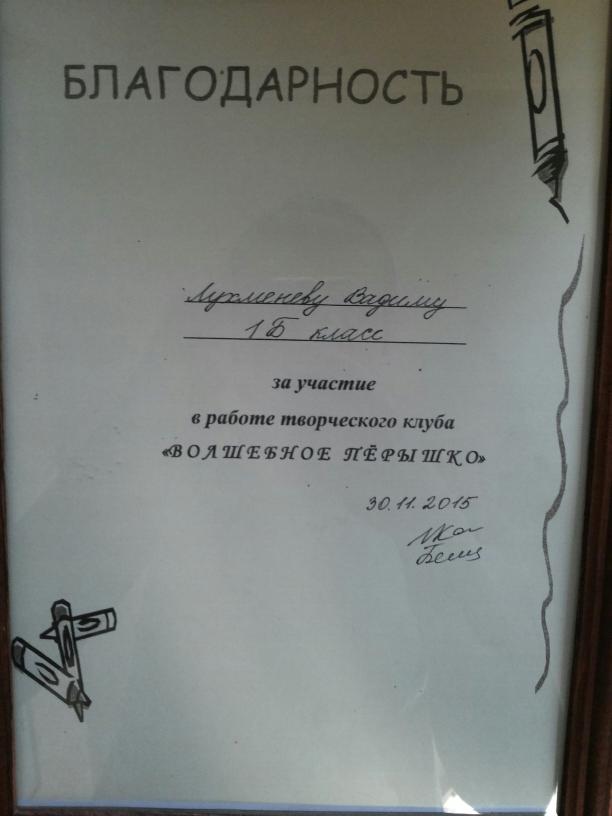 БЛАГОДАРНОСТЬ
Лухменеву Вадиму
1Б класс
за участие
в работе творческого клуба
«ВОЛШЕБНОЕ ПЁРЫШКО»
30.11.2015